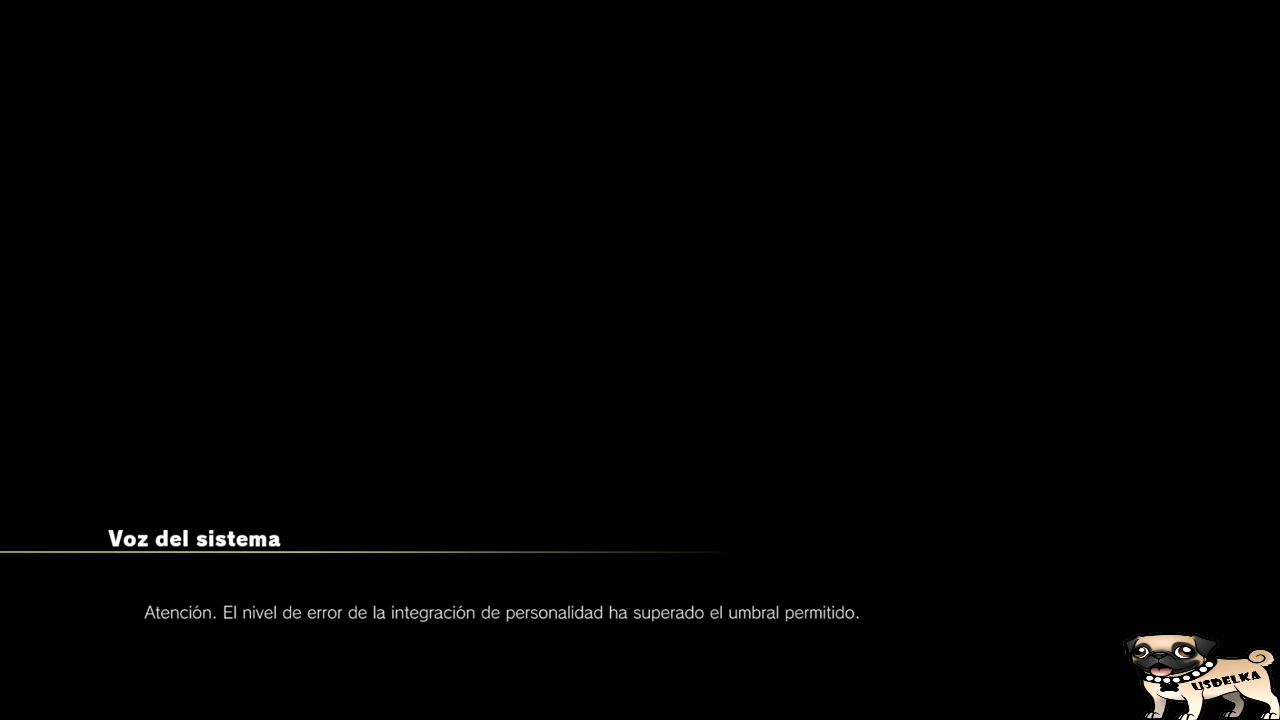 Voz del sistema
Atención. El nivel de error de la integración de personalidad ha superado el umbral permitido.
USDELKA